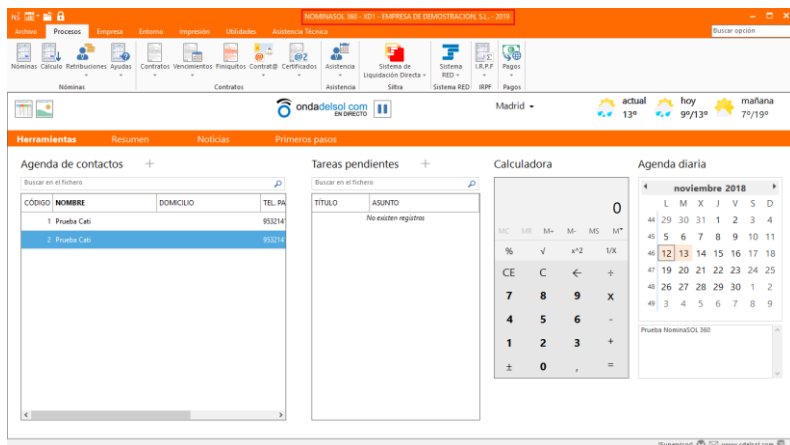 NOMINASOL 360 - XD1 - EMPRESA DE DEMOSTRACION, S.L. - 2019
Archivo Procesos Empresa Entorno Impresión Utilidades Asistencia Técnica
Buscar opción
Nóminas Cálculo Retribuciones Ayudas Contratos Vencimientos Finiquitos Contrat@ Certificados Asistencia Sistema de Liquidación Directa Sistema RED I.R.P.F Pagos
Nóminas Contratos Asistencia Siltra Sistema RED IRPF Pagos
ondadelsol.com
EN DIRECTO
Madrid
actual 13º
hoy 9º/13º
mañana 7º/19º
Herramientas Resumen Noticias Primeros pasos
Agenda de contactos
Buscar en el fichero
CÓDIGO NOMBRE DOMICILIO TEL. PA
1 Prueba Cati 953214
2 Prueba Cati 953214
Tareas pendientes
Buscar en el fichero
TÍTULO ASUNTO
No existen registros
Calculadora
0
MC MR M+ M- MS M
% √ x^2 1/X
CE C ← ÷
7 8 9 X
4 5 6 -
1 2 3 +
± 0 , =
Agenda diaria
noviembre 2018
L M X J V S D
44 29 30 31 1 2 3 4
45 5 6 7 8 9 10 11
46 12 13 14 15 16 17 18
47 19 20 21 22 23 24 25
48 26 27 28 29 30 1 2
49 3 4 5 6 7 8 9
Prueba NominaSOL 360